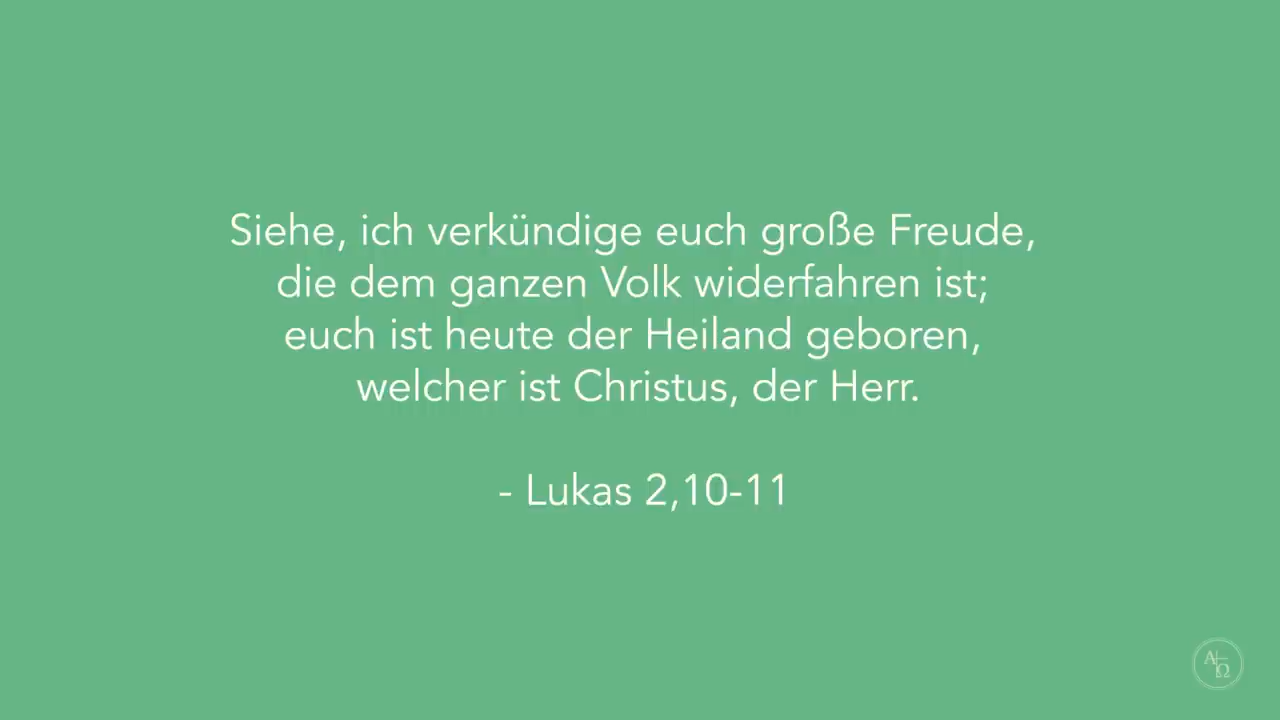 Siehe, ich verkündige euch große Freude,
die dem ganzen Volk widerfahren ist;
euch ist heute der Heiland geboren,
welcher ist Christus, der Herr.
- Lukas 2,10-11
Α
Ω